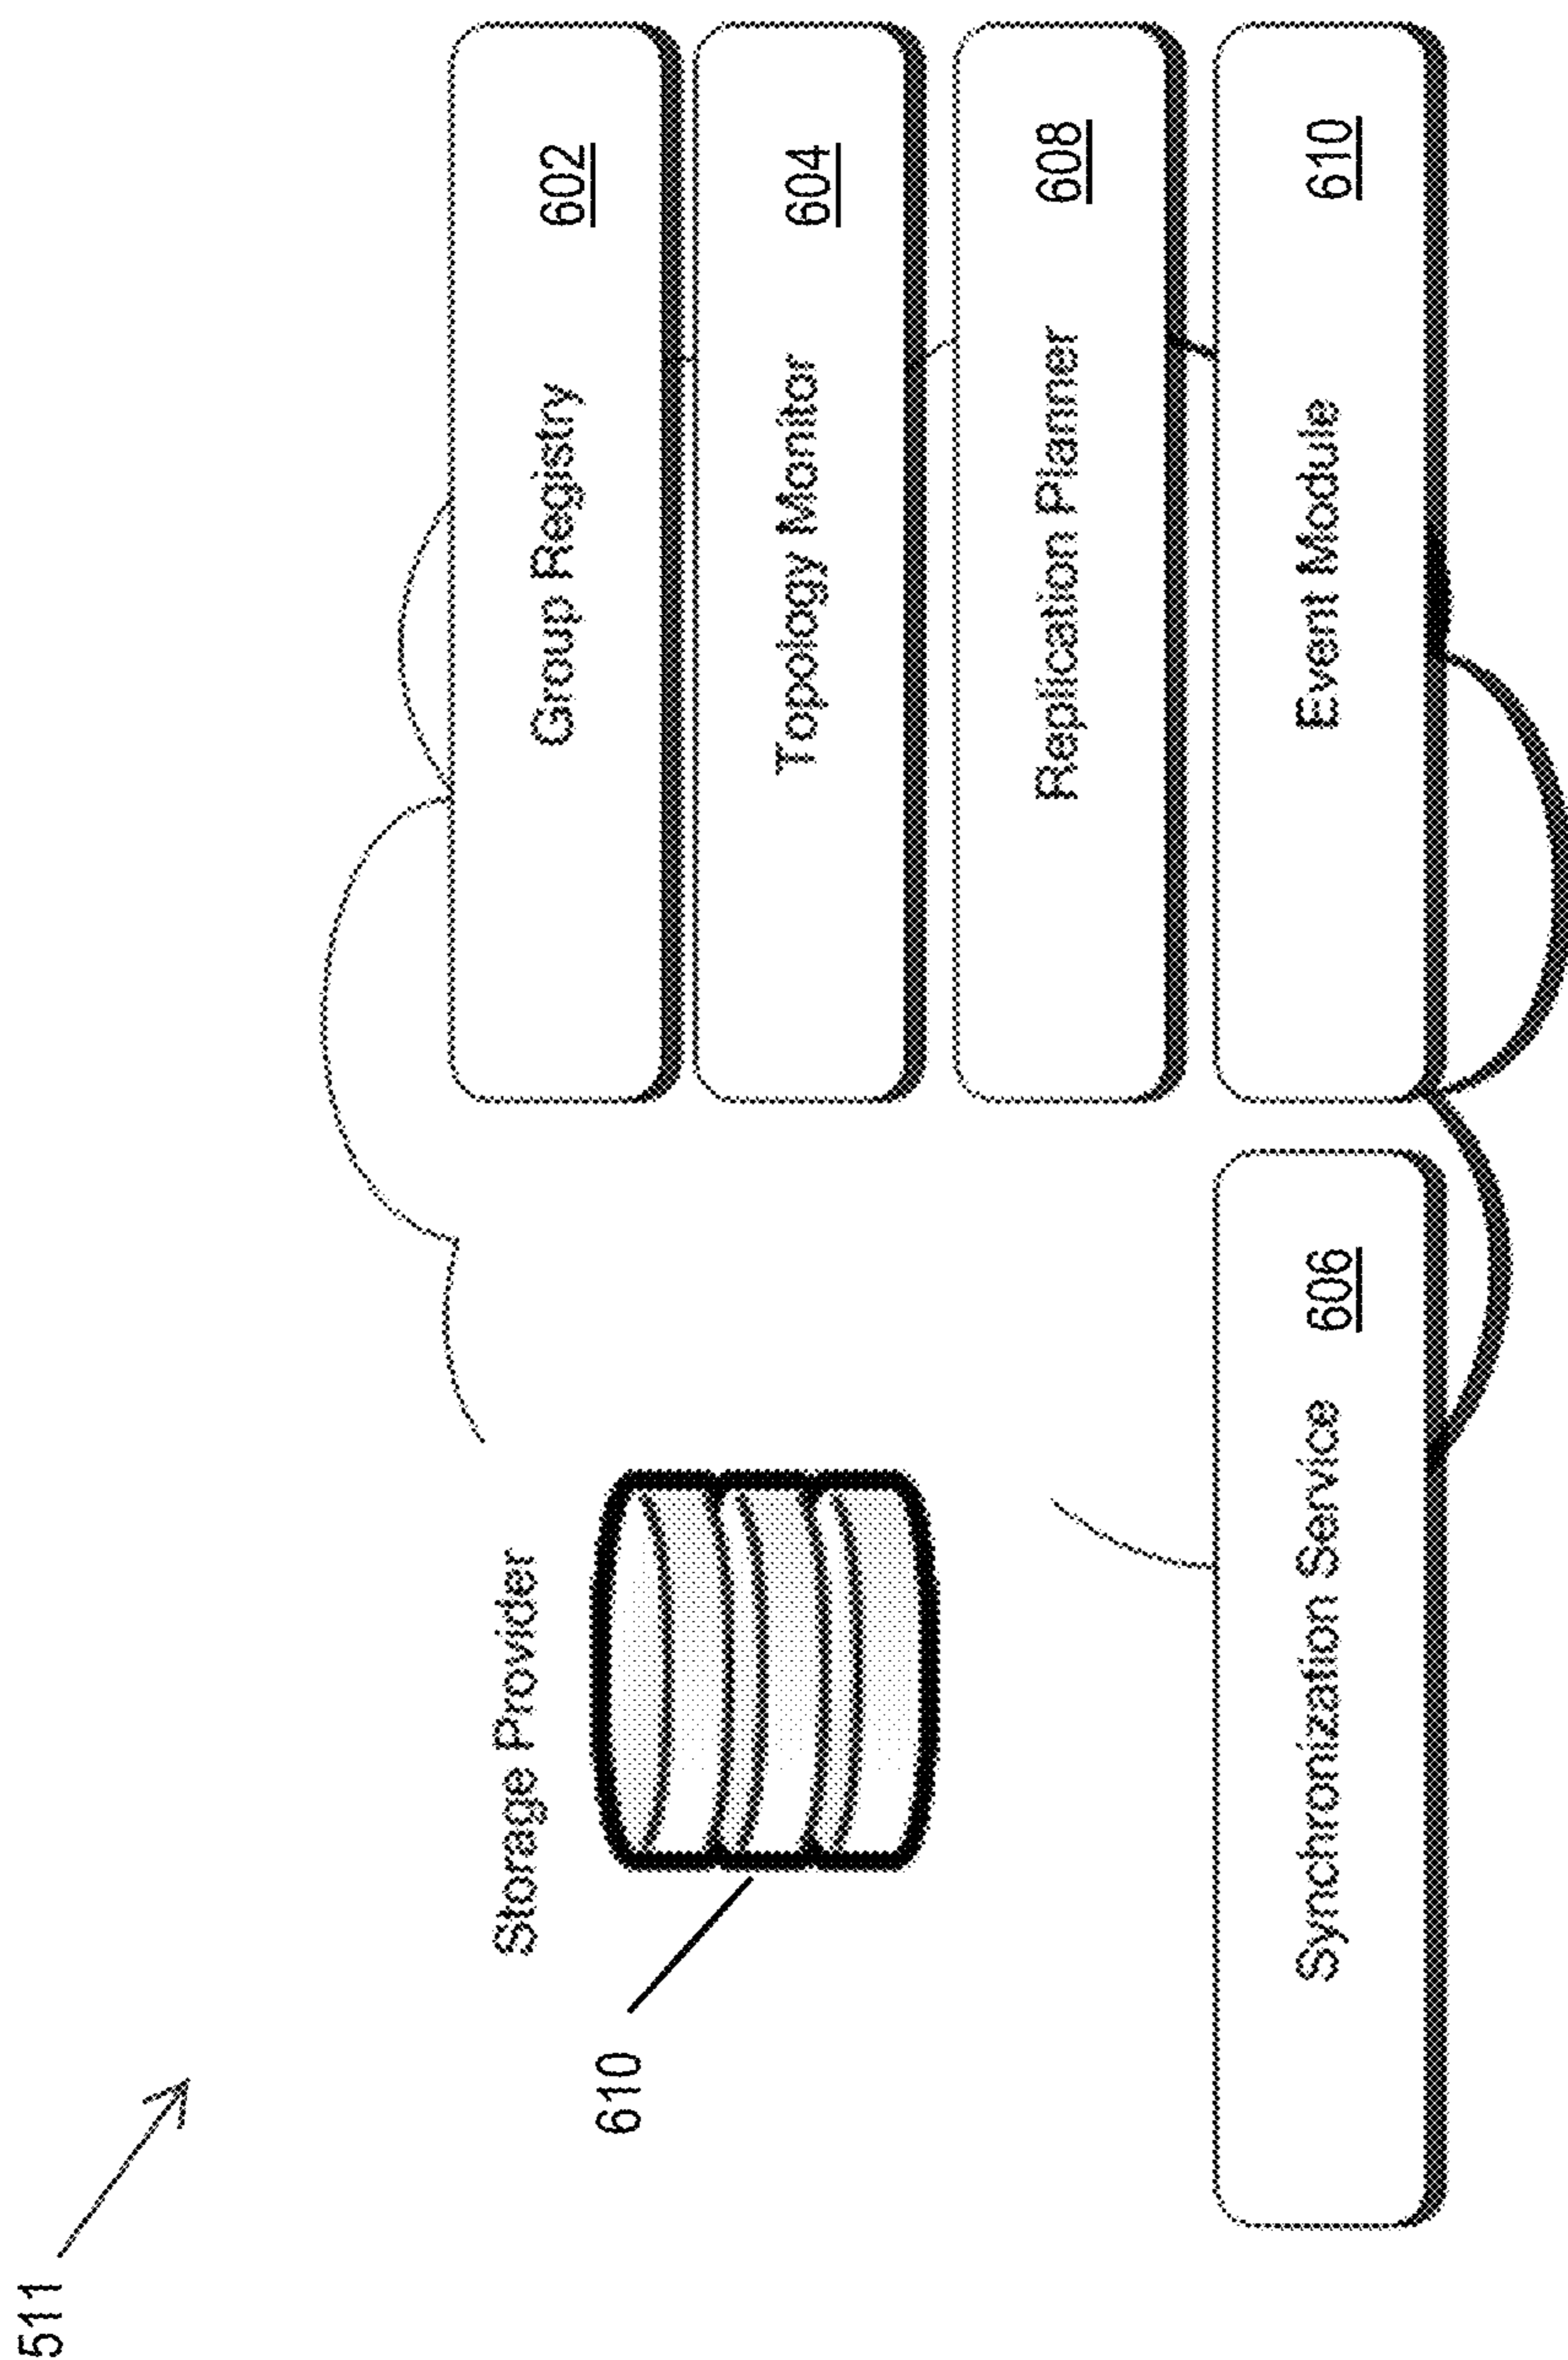 511
Storage Provider
610
Group Registry 602
Topology Monitor 604
Replication Planner 608
Synchronization Service 606
Event Module 610